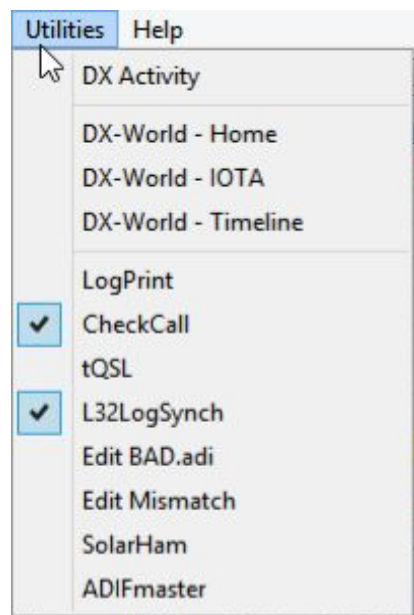 Utilities Help
DX Activity
DX-World - Home
DX-World - IOTA
DX-World - Timeline
LogPrint
CheckCall
tQSL
L32LogSynch
Edit BAD.adi
Edit Mismatch
SolarHam
ADIFmaster